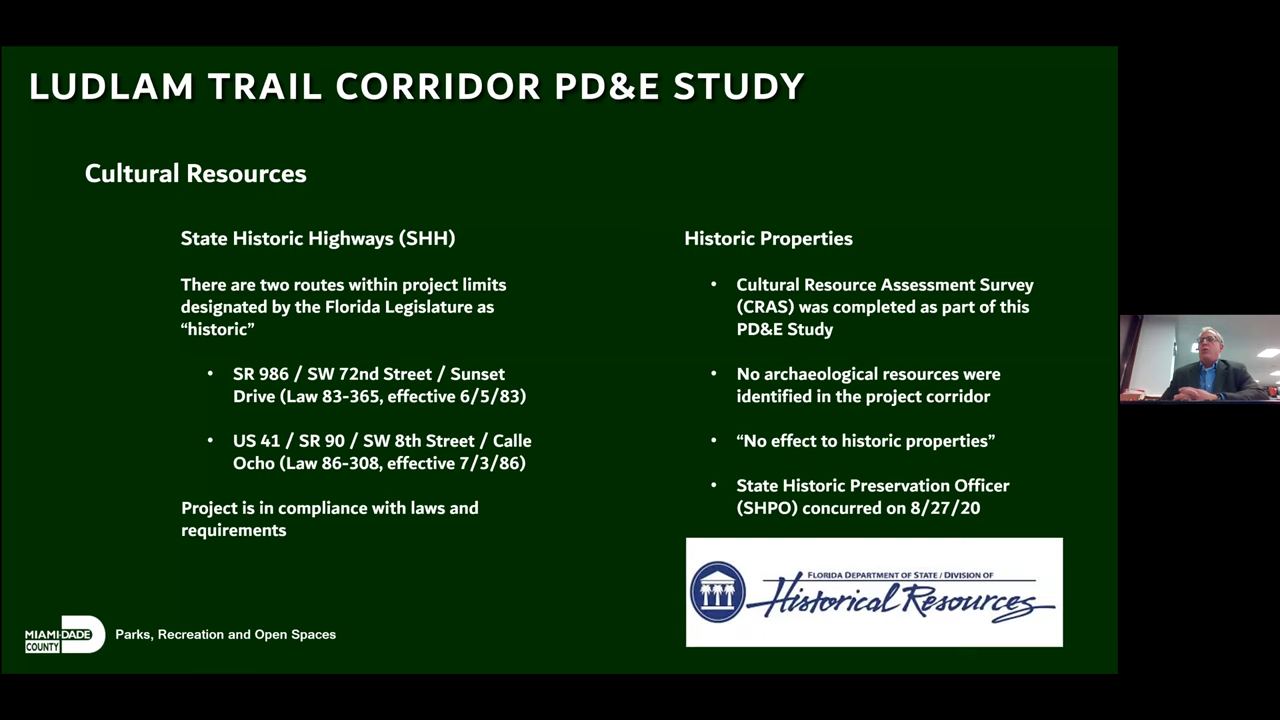 LUDLAM TRAIL CORRIDOR PD&E STUDY
Cultural Resources
State Historic Highways (SHH)
There are two routes within project limits
designated by the Florida Legislature as
“historic”
• SR 986 / SW 72nd Street / Sunset
Drive (Law 83-365, effective 6/5/83)
• US 41 / SR 90 / SW 8th Street / Calle
Ocho (Law 86-308, effective 7/3/86)
Project is in compliance with laws and
requirements
Historic Properties
• Cultural Resource Assessment Survey
(CRAS) was completed as part of this
PD&E Study
• No archaeological resources were
identified in the project corridor
• “No effect to historic properties”
• State Historic Preservation Officer
(SHPO) concurred on 8/27/20
FLORIDA DEPARTMENT OF STATE / DIVISION OF
Historical Resources
MIAMI-DADE
COUNTY
Parks, Recreation and Open Spaces